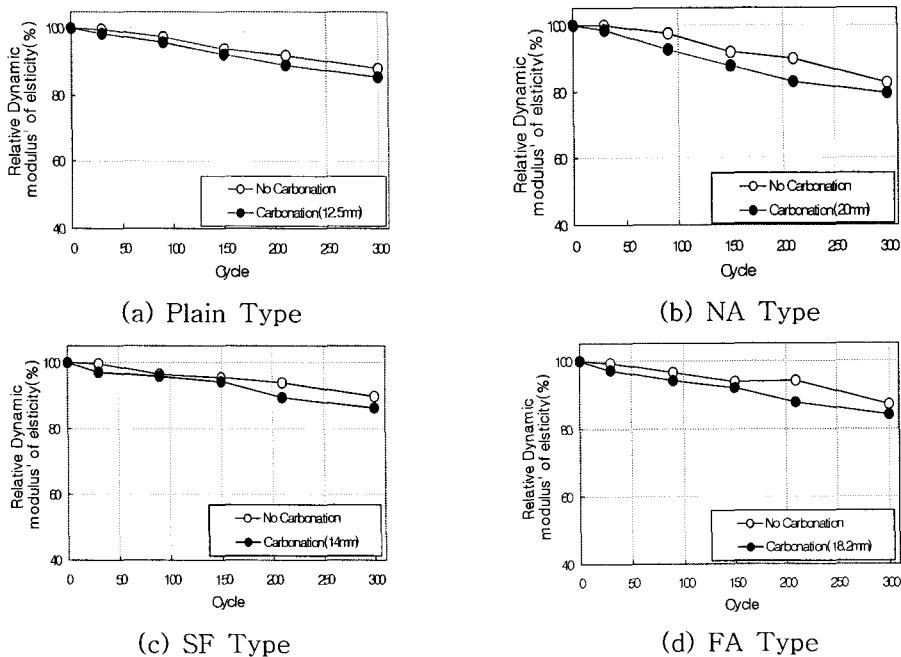 Relative Dynamic
modulus' of elsticity(%)
100
80
60
40
No Carbonation
Carbonation(12.5mm)
0 50 100 150 200 250 300
Cycle
(a) Plain Type
Relative Dynamic
modulus' of elsticity(%)
100
80
60
40
No Carbonation
Carbonation(20mm)
0 50 100 150 200 250 300
Cycle
(b) NA Type
Relative Dynamic
modulus' of elsticity(%)
100
80
60
40
No Carbonation
Carbonation(14mm)
0 50 100 150 200 250 300
Cycle
(c) SF Type
Relative Dynamic
modulus' of elsticity(%)
100
80
60
40
No Carbonation
Carbonation(18.2mm)
0 50 100 150 200 250 300
Cycle
(d) FA Type